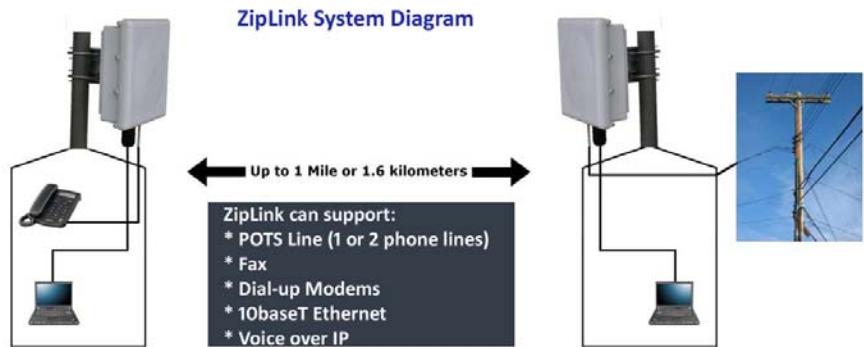 ZipLink System Diagram
Up to 1 Mile or 1.6 kilometers
ZipLink can support:
* POTS Line (1 or 2 phone lines)
* Fax
* Dial-up Modems
* 10baseT Ethernet
* Voice over IP